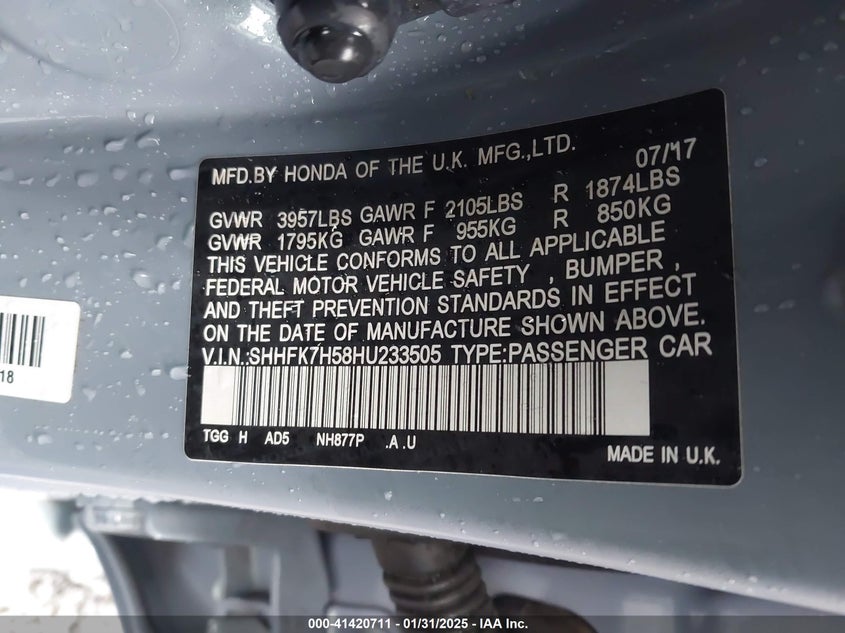 MFD.BY HONDA OF THE U.K. MFG.,LTD. 07/17
GVWR 3957LBS GAWR F 2105LBS R 1874LBS
GVWR 1795KG GAWR F 955KG R 850KG
THIS VEHICLE CONFORMS TO ALL APPLICABLE
FEDERAL MOTOR VEHICLE SAFETY , BUMPER ,
AND THEFT PREVENTION STANDARDS IN EFFECT
ON THE DATE OF MANUFACTURE SHOWN ABOVE.
V.I.N.:SHHFK7H58HU233505 TYPE:PASSENGER CAR
18
TGG H AD5 NH877P .A .U
MADE IN U.K.
000-41420711 - 01/31/2025 - IAAI.com